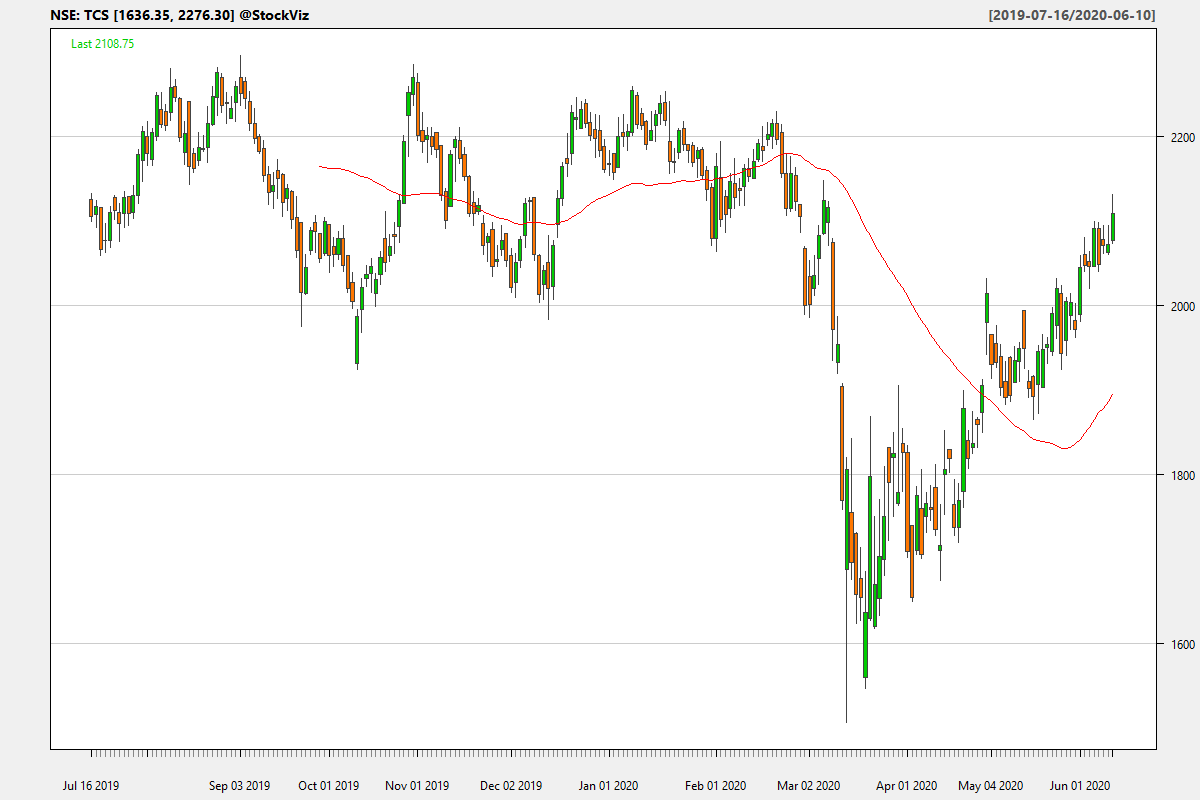 NSE: TCS [1636.35, 2276.30] @StockViz
[2019-07-16/2020-06-10]
Last 2108.75
2200
2000
1800
1600
Jul 16 2019 Sep 03 2019 Oct 01 2019 Nov 01 2019 Dec 02 2019 Jan 01 2020 Feb 01 2020 Mar 02 2020 Apr 01 2020 May 04 2020 Jun 01 2020